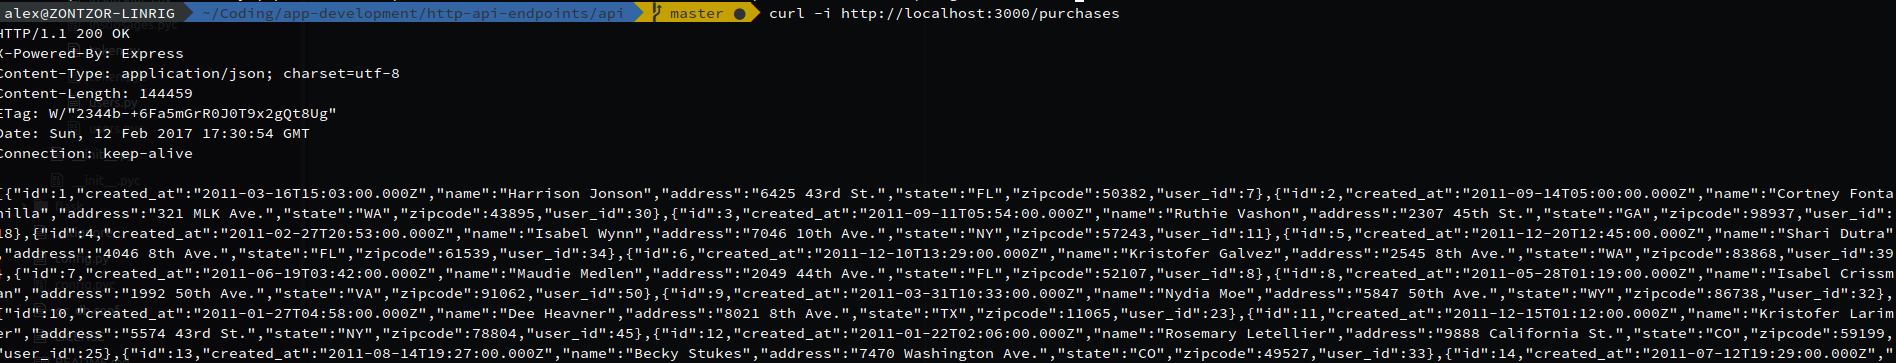 alex@ZONTZOR-LINRIG ~/Coding/app-development/http-api-endpoints/api master ● curl -i http://localhost:3000/purchases
HTTP/1.1 200 OK
X-Powered-By: Express
Content-Type: application/json; charset=utf-8
Content-Length: 144459
ETag: W/"2344b-+6Fa5mGrR0J0T9x2gQt8Ug"
Date: Sun, 12 Feb 2017 17:30:54 GMT
Connection: keep-alive
[{"id":1,"created_at":"2011-03-16T15:03:00.000Z","name":"Harrison Jonson","address":"6425 43rd St.","state":"FL","zipcode":50382,"user_id":7},{"id":2,"created_at":"2011-09-14T05:00:00.000Z","name":"Cortney Fonta
nilla","address":"321 MLK Ave.","state":"WA","zipcode":43895,"user_id":30},{"id":3,"created_at":"2011-09-11T05:54:00.000Z","name":"Ruthie Vashon","address":"2307 45th St.","state":"GA","zipcode":98937,"user_id":
18},{"id":4,"created_at":"2011-02-27T20:53:00.000Z","name":"Isabel Wynn","address":"7046 10th Ave.","state":"NY","zipcode":57243,"user_id":11},{"id":5,"created_at":"2011-12-20T12:45:00.000Z","name":"Shari Dutra"
,"address":"4046 8th Ave.","state":"FL","zipcode":61539,"user_id":34},{"id":6,"created_at":"2011-12-10T13:29:00.000Z","name":"Kristofer Galvez","address":"2545 8th Ave.","state":"WA","zipcode":83868,"user_id":39
},{"id":7,"created_at":"2011-06-19T03:42:00.000Z","name":"Maudie Medlen","address":"2049 44th Ave.","state":"FL","zipcode":52107,"user_id":8},{"id":8,"created_at":"2011-05-28T01:19:00.000Z","name":"Isabel Crissm
an","address":"1992 50th Ave.","state":"VA","zipcode":91062,"user_id":50},{"id":9,"created_at":"2011-03-31T10:33:00.000Z","name":"Nydia Moe","address":"5847 50th Ave.","state":"WY","zipcode":86738,"user_id":32},
{"id":10,"created_at":"2011-01-27T04:58:00.000Z","name":"Dee Heavner","address":"8021 8th Ave.","state":"TX","zipcode":11065,"user_id":23},{"id":11,"created_at":"2011-12-15T01:12:00.000Z","name":"Kristofer Larim
er","address":"5574 43rd St.","state":"NY","zipcode":78804,"user_id":45},{"id":12,"created_at":"2011-01-22T02:06:00.000Z","name":"Rosemary Letellier","address":"9888 California St.","state":"CO","zipcode":59199,
"user_id":25},{"id":13,"created_at":"2011-08-14T19:27:00.000Z","name":"Becky Stukes","address":"7470 Washington Ave.","state":"CO","zipcode":49527,"user_id":33},{"id":14,"created_at":"2011-07-12T19:29:00.000Z","